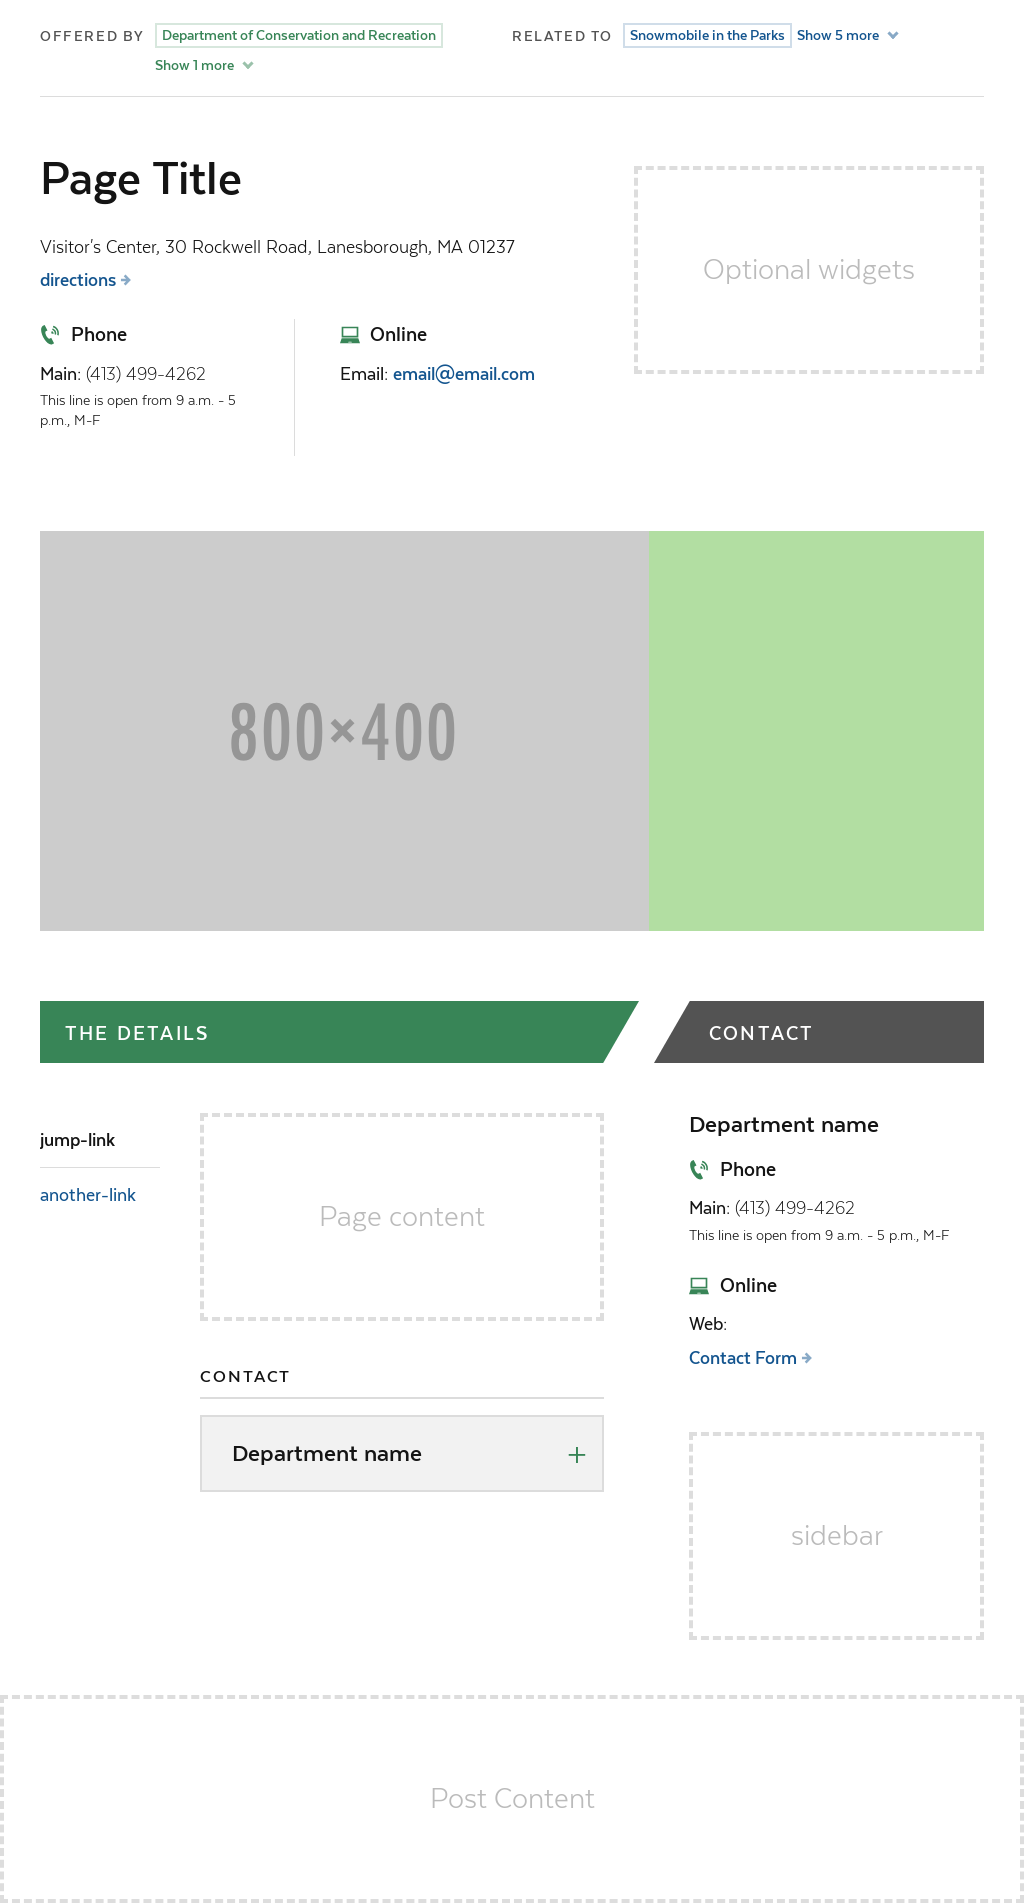 OFFERED BY Department of Conservation and Recreation
Show 1 more
RELATED TO Snowmobile in the Parks Show 5 more
Page Title
Visitor's Center, 30 Rockwell Road, Lanesborough, MA 01237
directions
Phone
Main: (413) 499-4262
This line is open from 9 a.m. - 5
p.m., M-F
Online
Email: email@email.com
Optional widgets
800×400
THE DETAILS
jump-link
another-link
Page content
CONTACT
Department name
CONTACT
Department name
Phone
Main: (413) 499-4262
This line is open from 9 a.m. - 5 p.m., M-F
Online
Web:
Contact Form
sidebar
Post Content